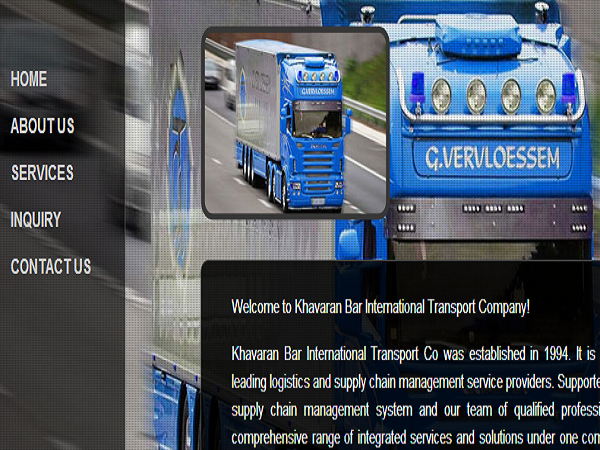 HOME
ABOUT US
SERVICES
INQUIRY
CONTACT US
G.VERVLOESSEM
G.VERVLOESSEM
Welcome to Khavaran Bar International Transport Company!
Khavaran Bar International Transport Co was established in 1994. It is
leading logistics and supply chain management service providers. Supporte
supply chain management system and our team of qualified professi
comprehensive range of integrated services and solutions under one com